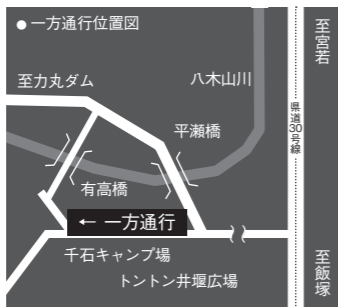 ● 一方通行位置図
至宮若
至力丸ダム
八木山川
県道30号線
平瀬橋
有高橋
← 一方通行
千石キャンプ場
トントン井堰広場
至飯塚